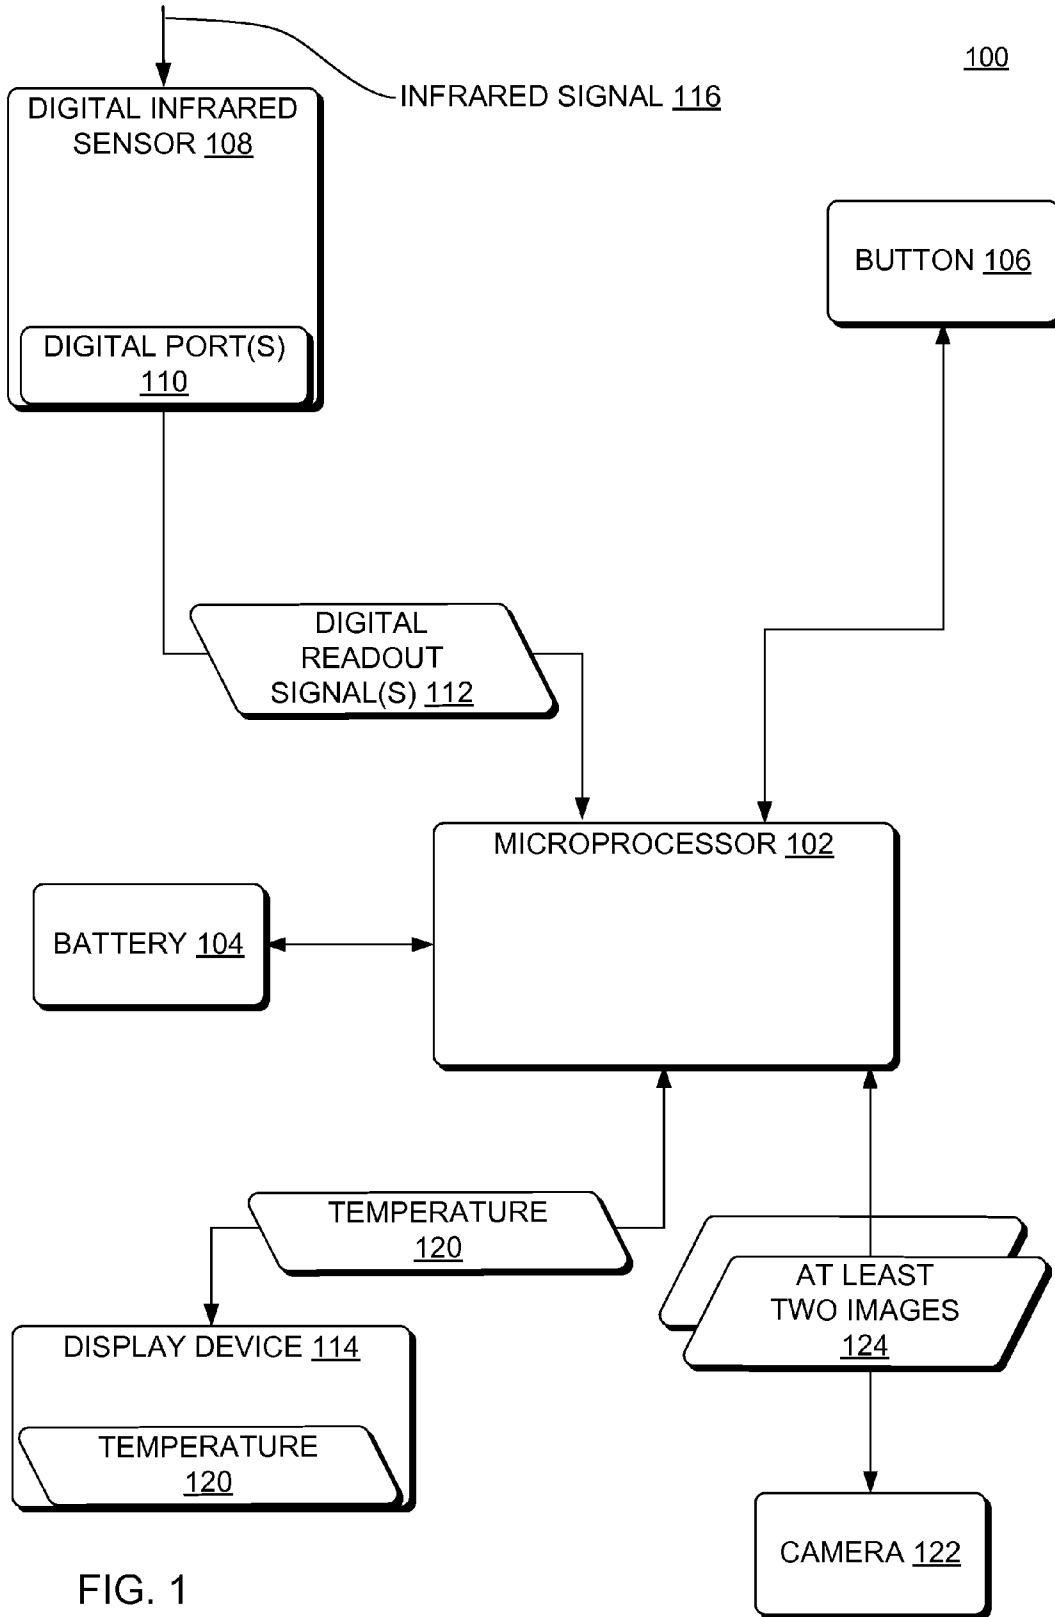 100
INFRARED SIGNAL 116
DIGITAL INFRARED
SENSOR 108
BUTTON 106
DIGITAL PORT(S)
110
DIGITAL
READOUT
SIGNAL(S) 112
MICROPROCESSOR 102
BATTERY 104
TEMPERATURE
120
AT LEAST
TWO IMAGES
124
DISPLAY DEVICE 114
TEMPERATURE
120
CAMERA 122
FIG. 1